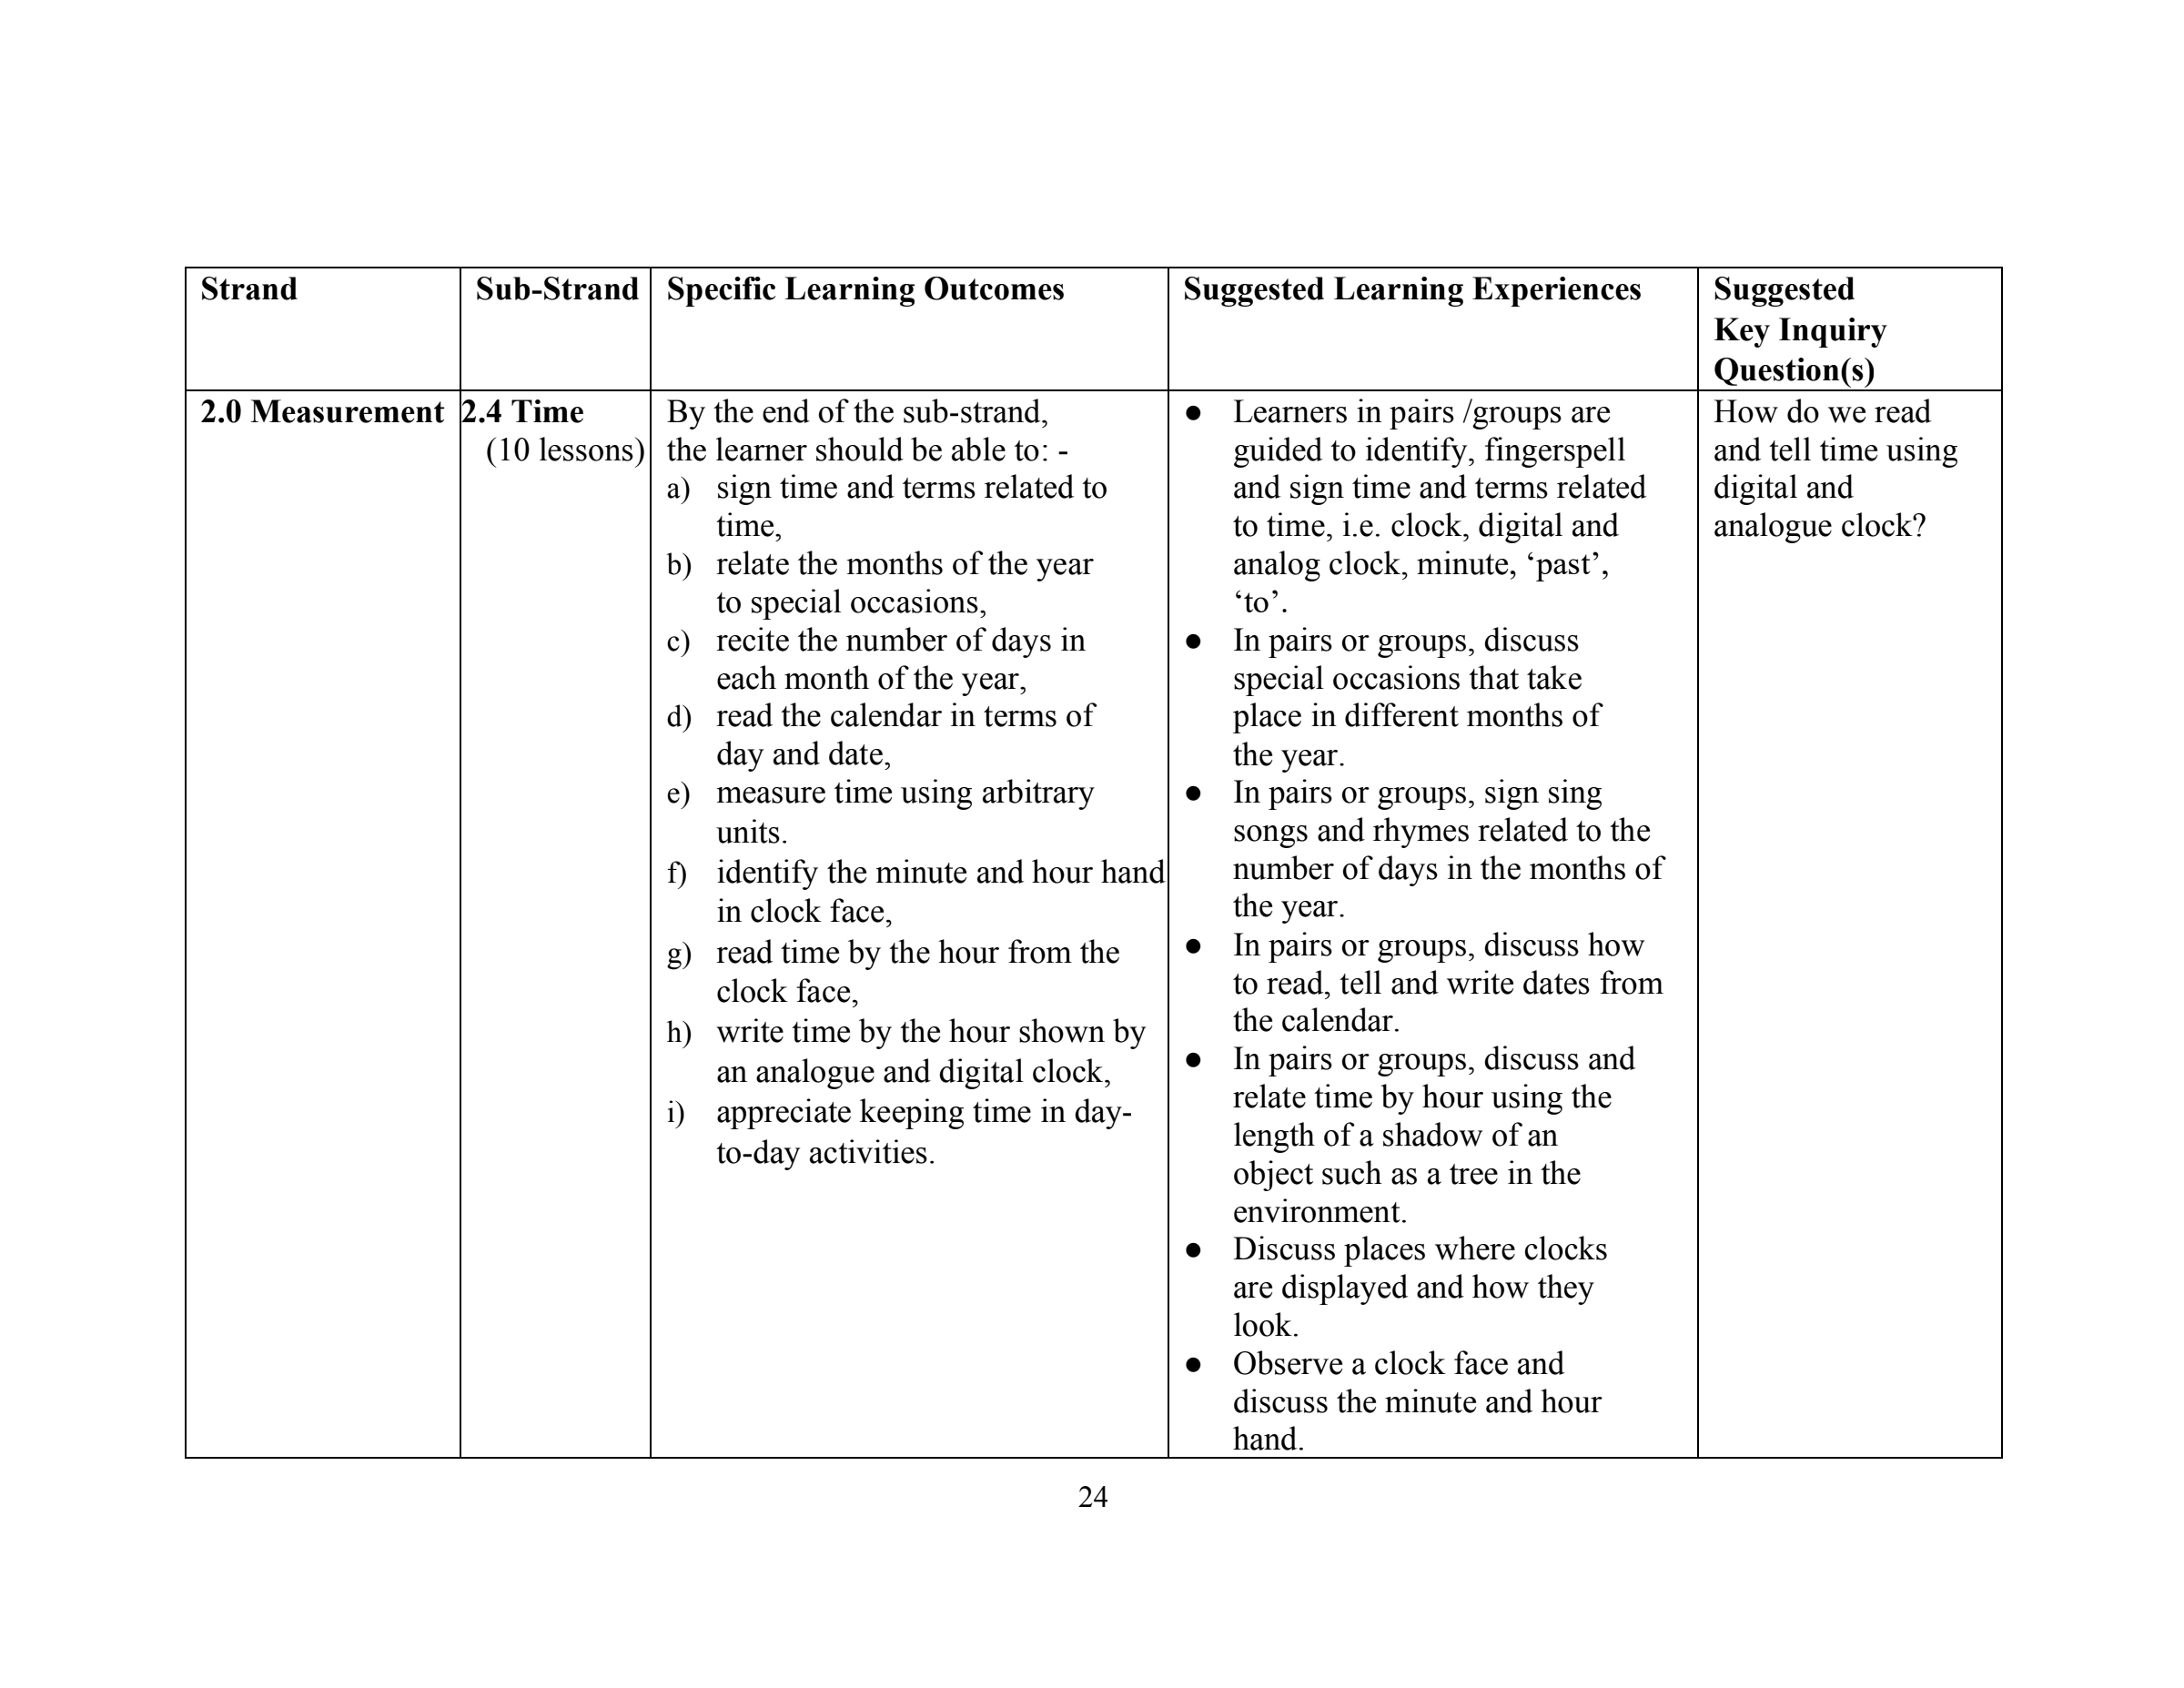 Strand
Sub-Strand
Specific Learning Outcomes
Suggested Learning Experiences
Suggested
Key Inquiry
Question(s)
2.0 Measurement
2.4 Time
(10 lessons)
By the end of the sub-strand,
the learner should be able to: -
a) sign time and terms related to
time,
b) relate the months of the year
to special occasions,
c) recite the number of days in
each month of the year,
d) read the calendar in terms of
day and date,
e) measure time using arbitrary
units.
f) identify the minute and hour hand
in clock face,
g) read time by the hour from the
clock face,
h) write time by the hour shown by
an analogue and digital clock,
i) appreciate keeping time in day-
to-day activities.
● Learners in pairs /groups are
guided to identify, fingerspell
and sign time and terms related
to time, i.e. clock, digital and
analog clock, minute, ‘past’,
‘to’.
● In pairs or groups, discuss
special occasions that take
place in different months of
the year.
● In pairs or groups, sign sing
songs and rhymes related to the
number of days in the months of
the year.
● In pairs or groups, discuss how
to read, tell and write dates from
the calendar.
● In pairs or groups, discuss and
relate time by hour using the
length of a shadow of an
object such as a tree in the
environment.
● Discuss places where clocks
are displayed and how they
look.
● Observe a clock face and
discuss the minute and hour
hand.
How do we read
and tell time using
digital and
analogue clock?
24